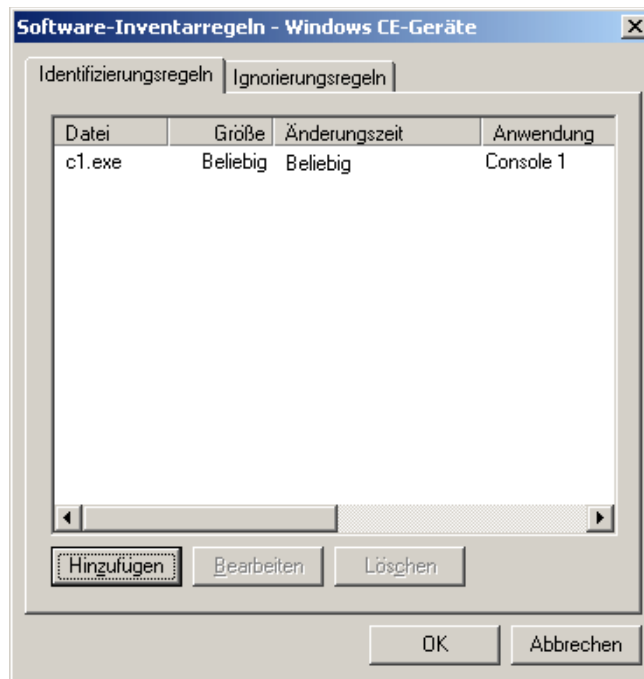 Software-Inventarregeln - Windows CE-Geräte
Identifizierungsregeln Ignorierungsregeln
Datei Größe Änderungszeit Anwendung
c1.exe Beliebig Beliebig Console 1
Hinzufügen Bearbeiten Löschen
OK Abbrechen